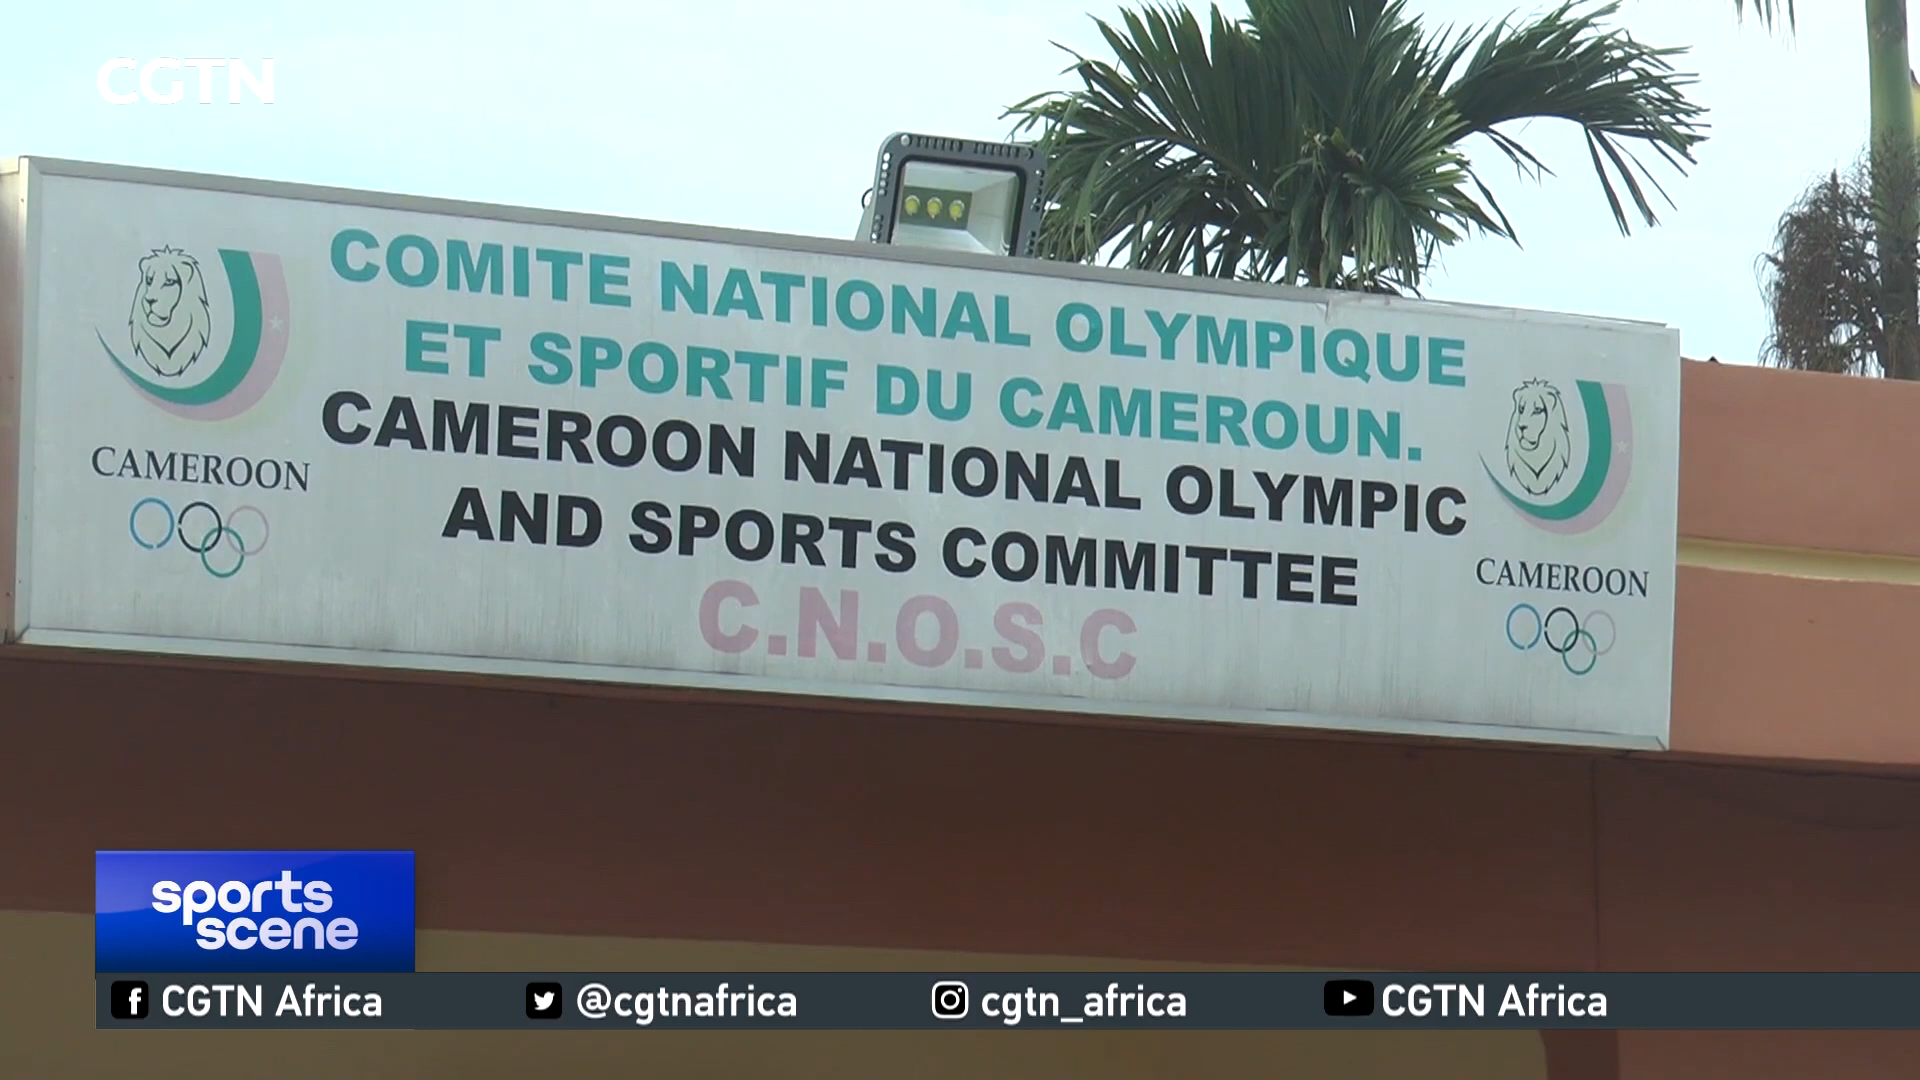 CGTN
COMITE NATIONAL OLYMPIQUE
ET SPORTIF DU CAMEROUN.
CAMEROON NATIONAL OLYMPIC
AND SPORTS COMMITTEE
C.N.O.S.C
CAMEROON
CAMEROON
sports
scene
CGTN Africa
@cgtnafrica
cgtn_africa
CGTN Africa